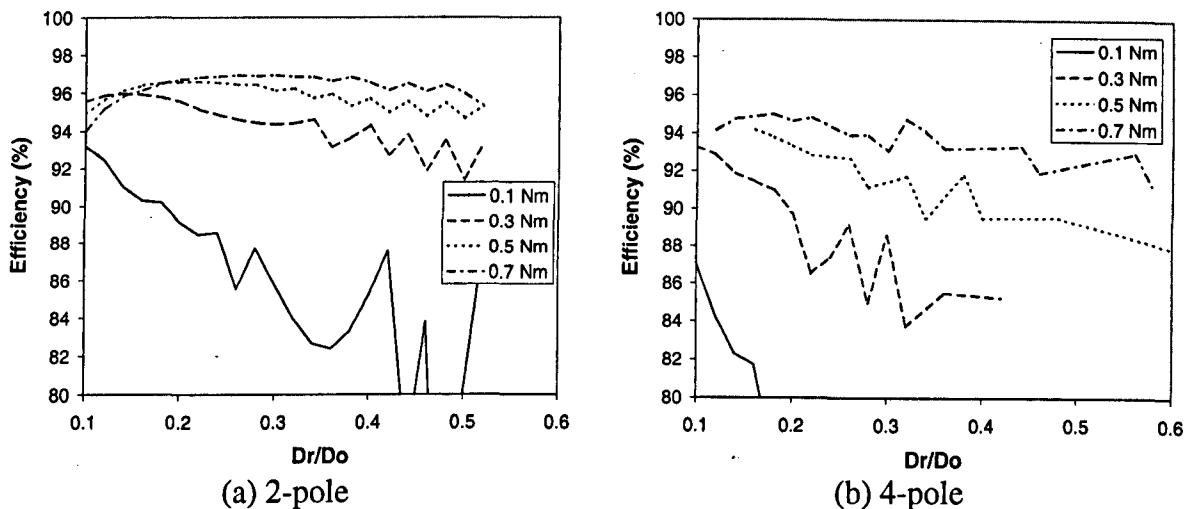 100
98
96
94
92
90
88
86
84
82
80
Efficiency (%)
0.1 Nm
0.3 Nm
0.5 Nm
0.7 Nm
0.1 0.2 0.3 0.4 0.5 0.6
Dr/Do
(a) 2-pole
100
98
96
94
92
90
88
86
84
82
80
Efficiency (%)
0.1 Nm
0.3 Nm
0.5 Nm
0.7 Nm
0.1 0.2 0.3 0.4 0.5 0.6
Dr/Do
(b) 4-pole